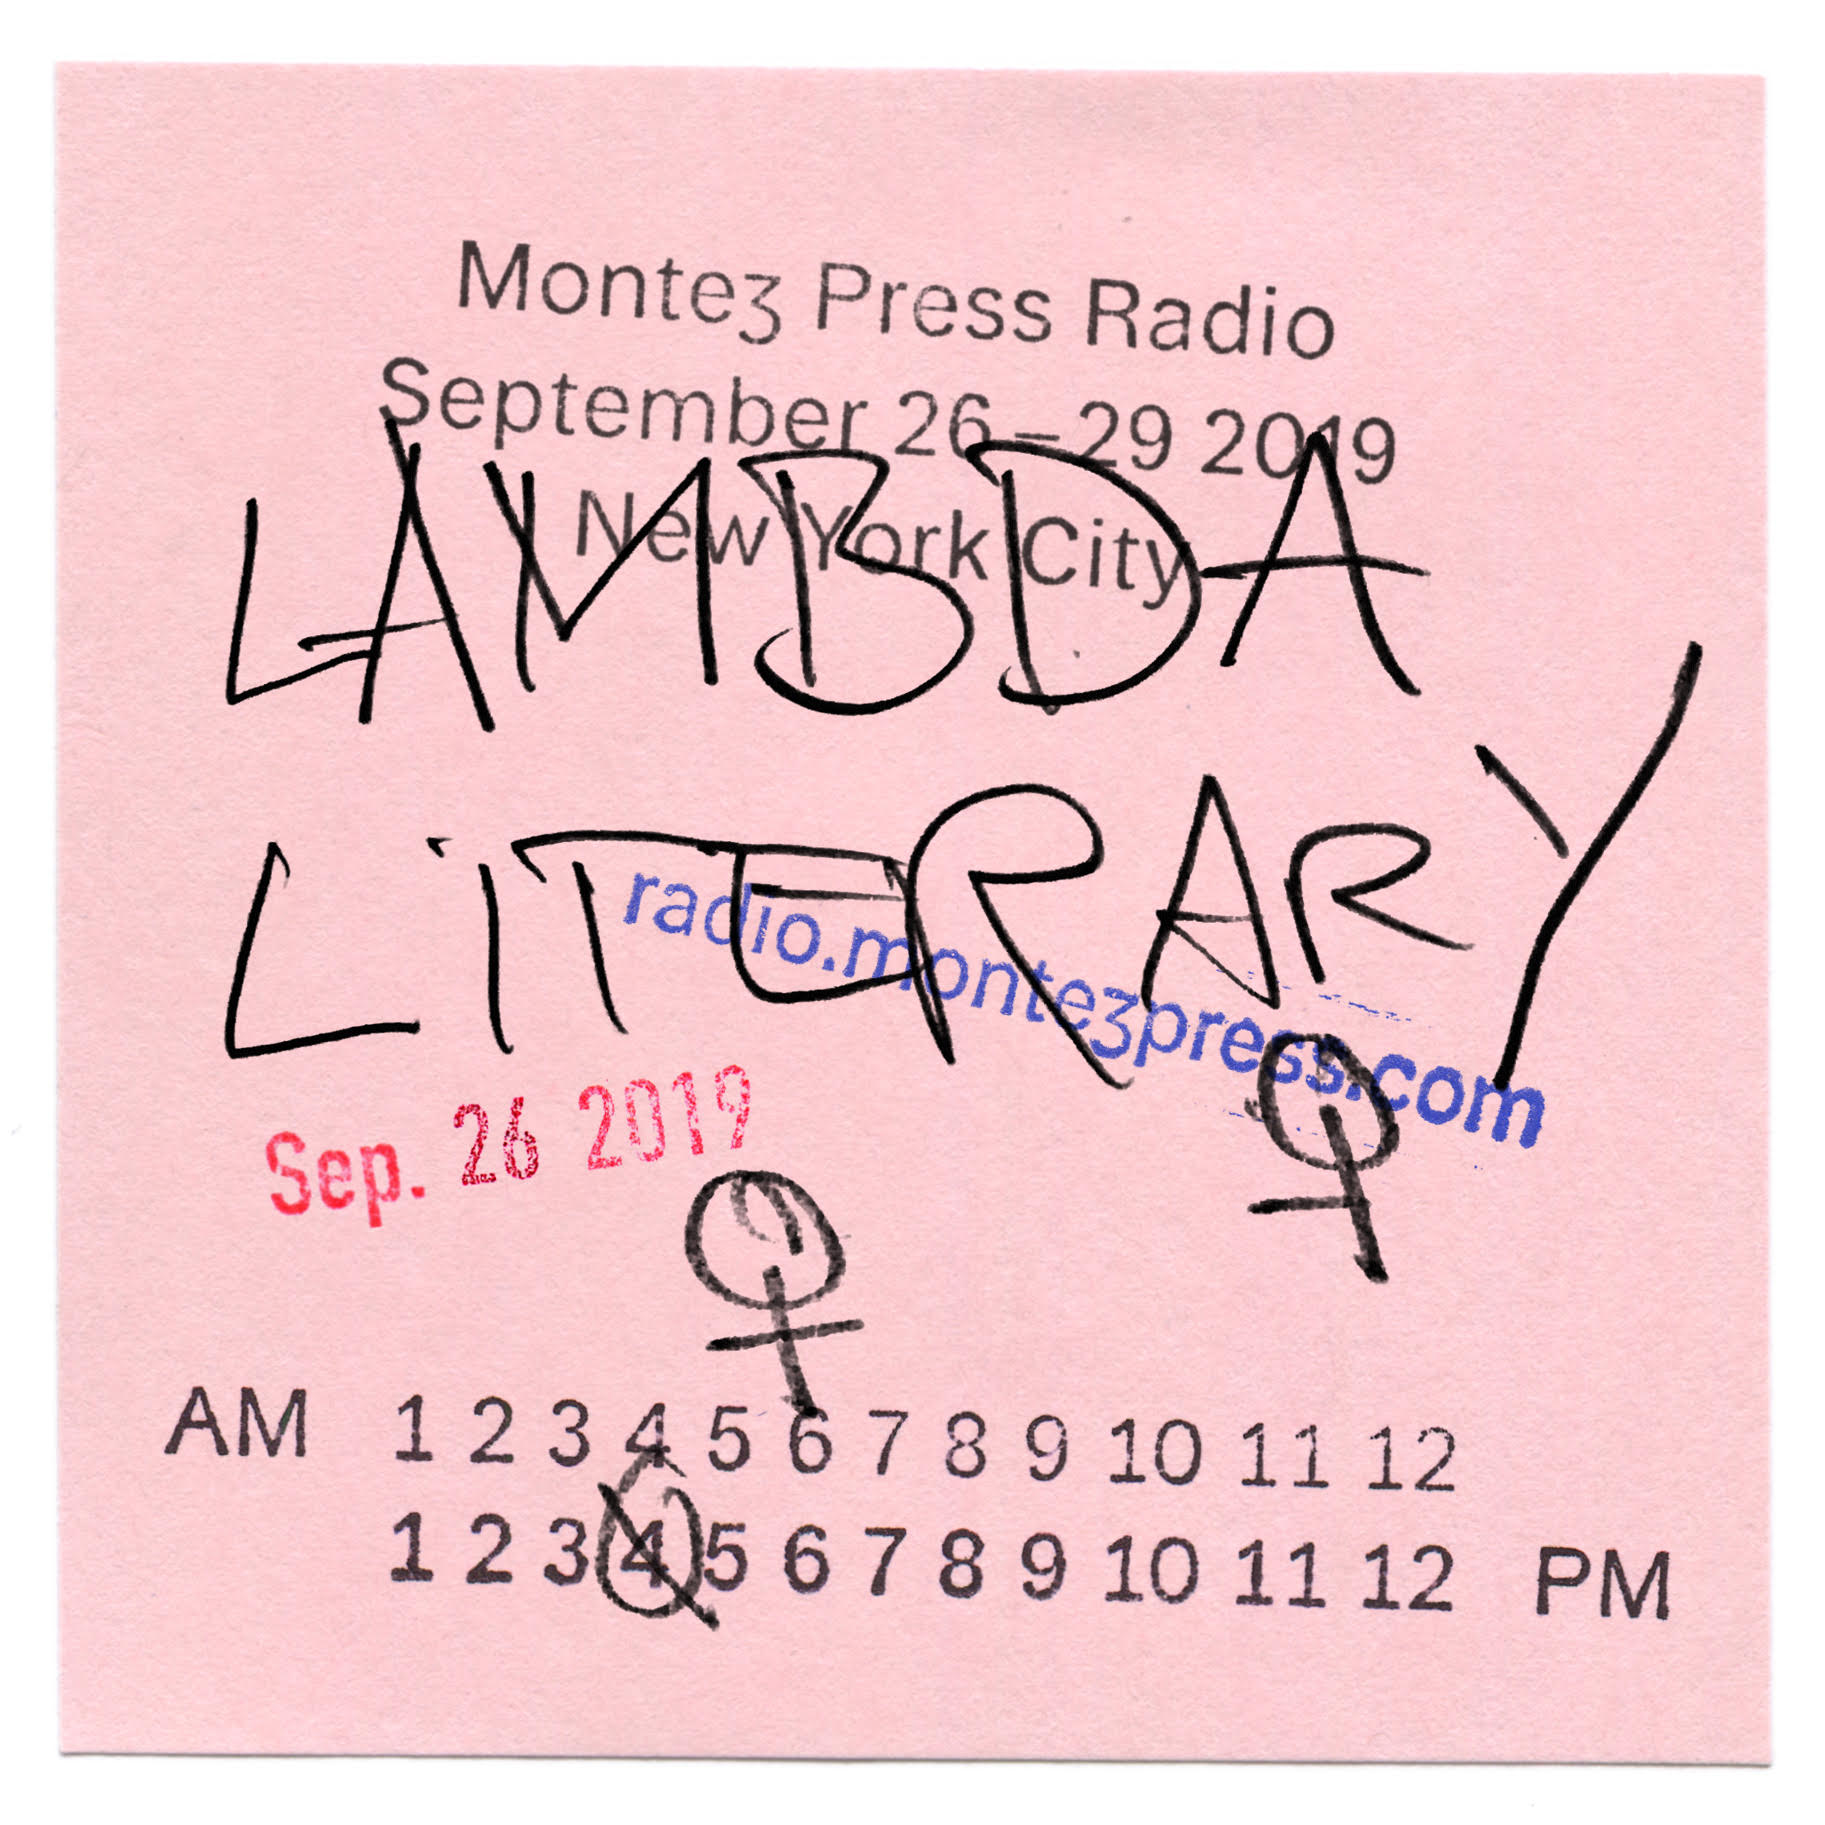 Monteʒ Press Radio
September 26–29 2019
New York City
LAMBDA
LITERARY
radio.monteʒpress.com
Sep. 26 2019
AM 1 2 3 4 5 6 7 8 9 10 11 12
1 2 3 4 5 6 7 8 9 10 11 12 PM